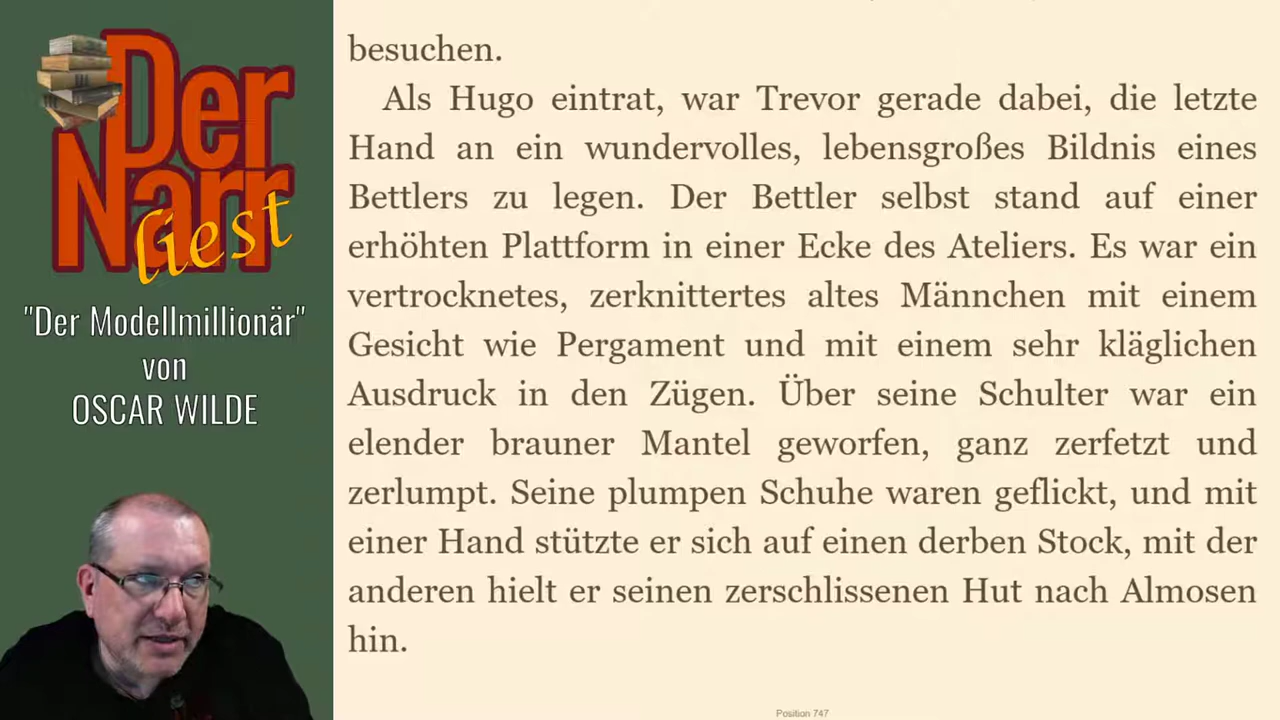 Der
Narr
liest
"Der Modellmillionär"
von
OSCAR WILDE
besuchen.
Als Hugo eintrat, war Trevor gerade dabei, die letzte
Hand an ein wundervolles, lebensgroßes Bildnis eines
Bettlers zu legen. Der Bettler selbst stand auf einer
erhöhten Plattform in einer Ecke des Ateliers. Es war ein
vertrocknetes, zerknittertes altes Männchen mit einem
Gesicht wie Pergament und mit einem sehr kläglichen
Ausdruck in den Zügen. Über seine Schulter war ein
elender brauner Mantel geworfen, ganz zerfetzt und
zerlumpt. Seine plumpen Schuhe waren geflickt, und mit
einer Hand stützte er sich auf einen derben Stock, mit der
anderen hielt er seinen zerschlissenen Hut nach Almosen
hin.
Position 747